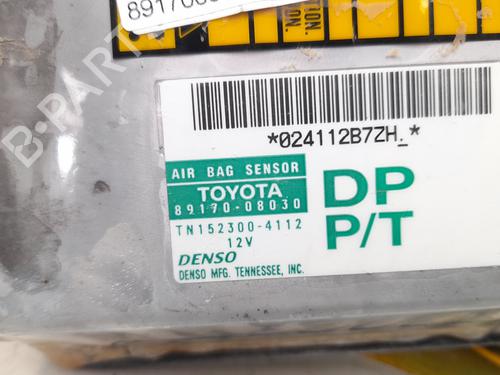 *024112B7ZH_*
AIR BAG SENSOR
TOYOTA
89170-08030
TN152300-4112
12V
DENSO
DENSO MFG. TENNESSEE, INC.
DP
P/T
B-PARTS